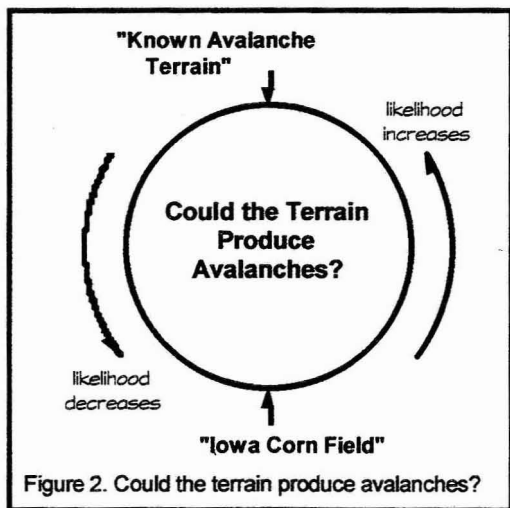 "Known Avalanche
Terrain"
likelihood
increases
Could the Terrain
Produce
Avalanches?
likelihood
decreases
"Iowa Corn Field"
Figure 2. Could the terrain produce avalanches?